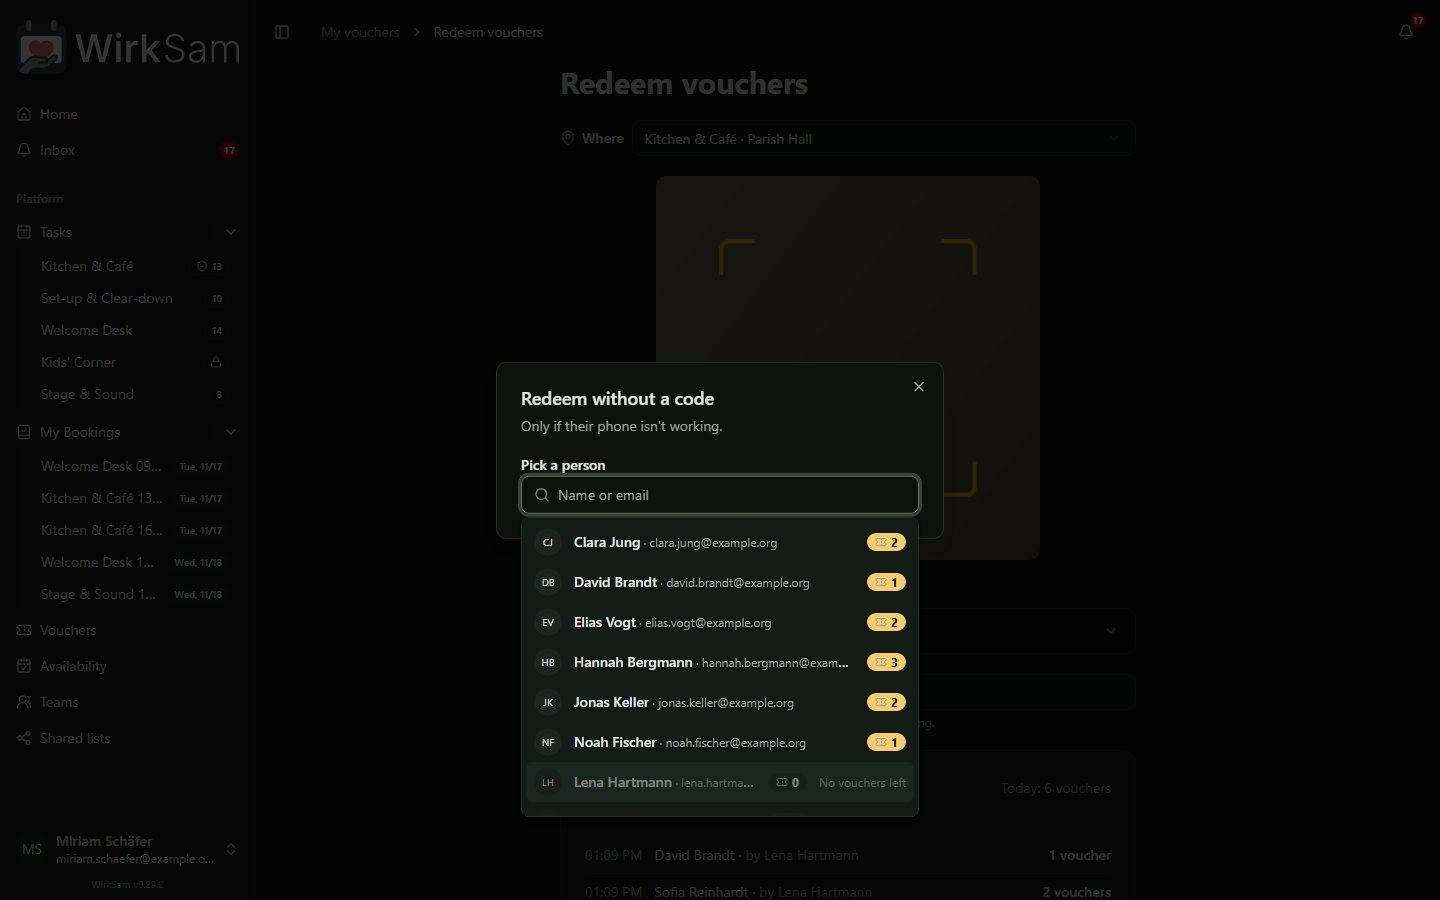 WirkSam
My vouchers
Redeem vouchers
17
Home
Inbox
17
Platform
Tasks
Kitchen & Café
13
Set-up & Clear-down
10
Welcome Desk
14
Kids' Corner
Stage & Sound
8
My Bookings
Welcome Desk 09...
Tue, 11/17
Kitchen & Café 13...
Tue, 11/17
Kitchen & Café 16...
Tue, 11/17
Welcome Desk 1...
Wed, 11/18
Stage & Sound 1...
Wed, 11/18
Vouchers
Availability
Teams
Shared lists
MS
Miriam Schäfer
miriam.schaefer@example.o...
WirkSam v0.29.2
Redeem vouchers
Where
Kitchen & Café · Parish Hall
Redeem without a code
Only if their phone isn't working.
Pick a person
Name or email
CJ Clara Jung · clara.jung@example.org 2
DB David Brandt · david.brandt@example.org 1
EV Elias Vogt · elias.vogt@example.org 2
HB Hannah Bergmann · hannah.bergmann@exam... 3
JK Jonas Keller · jonas.keller@example.org 2
NF Noah Fischer · noah.fischer@example.org 1
LH Lena Hartmann · lena.hartma... 0 No vouchers left
ng.
Today: 6 vouchers
01:09 PM David Brandt · by Lena Hartmann 1 voucher
01:09 PM Sofia Reinhardt · by Lena Hartmann 2 vouchers